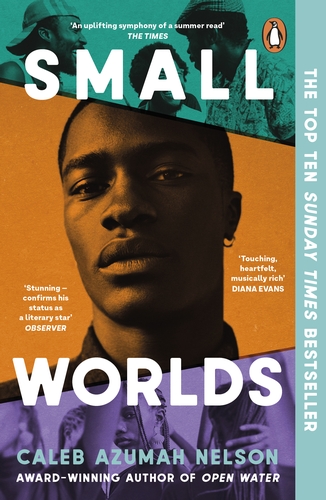 'An uplifting symphony of a summer read'
THE TIMES
SMALL
'Stunning –
confirms his
status as
a literary star'
OBSERVER
'Touching,
heartfelt,
musically rich'
DIANA EVANS
WORLDS
CALEB AZUMAH NELSON
AWARD-WINNING AUTHOR OF OPEN WATER
THE TOP TEN SUNDAY TIMES BESTSELLER